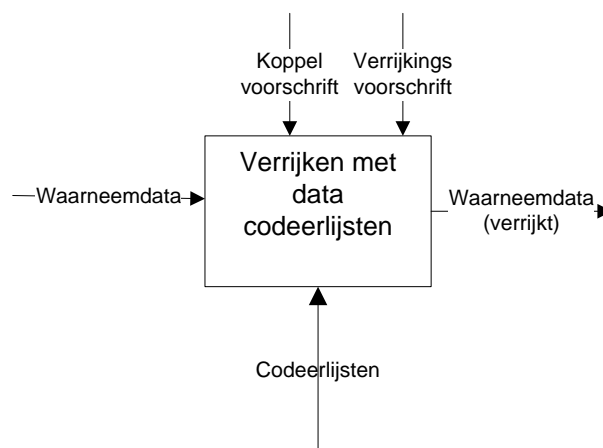 Koppel
voorschrift
Verrijkings
voorschrift
Verrijken met
data
codeerlijsten
Waarneemdata
Waarneemdata
(verrijkt)
Codeerlijsten